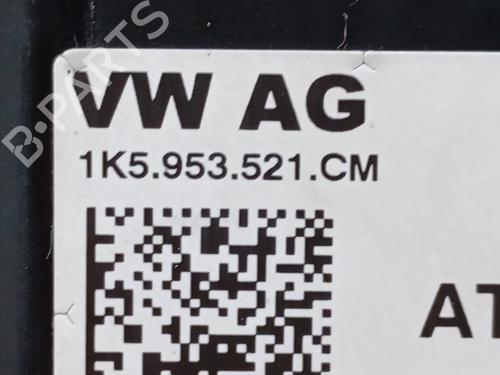 B-PARTS
VW AG
1K5.953.521.CM
AT